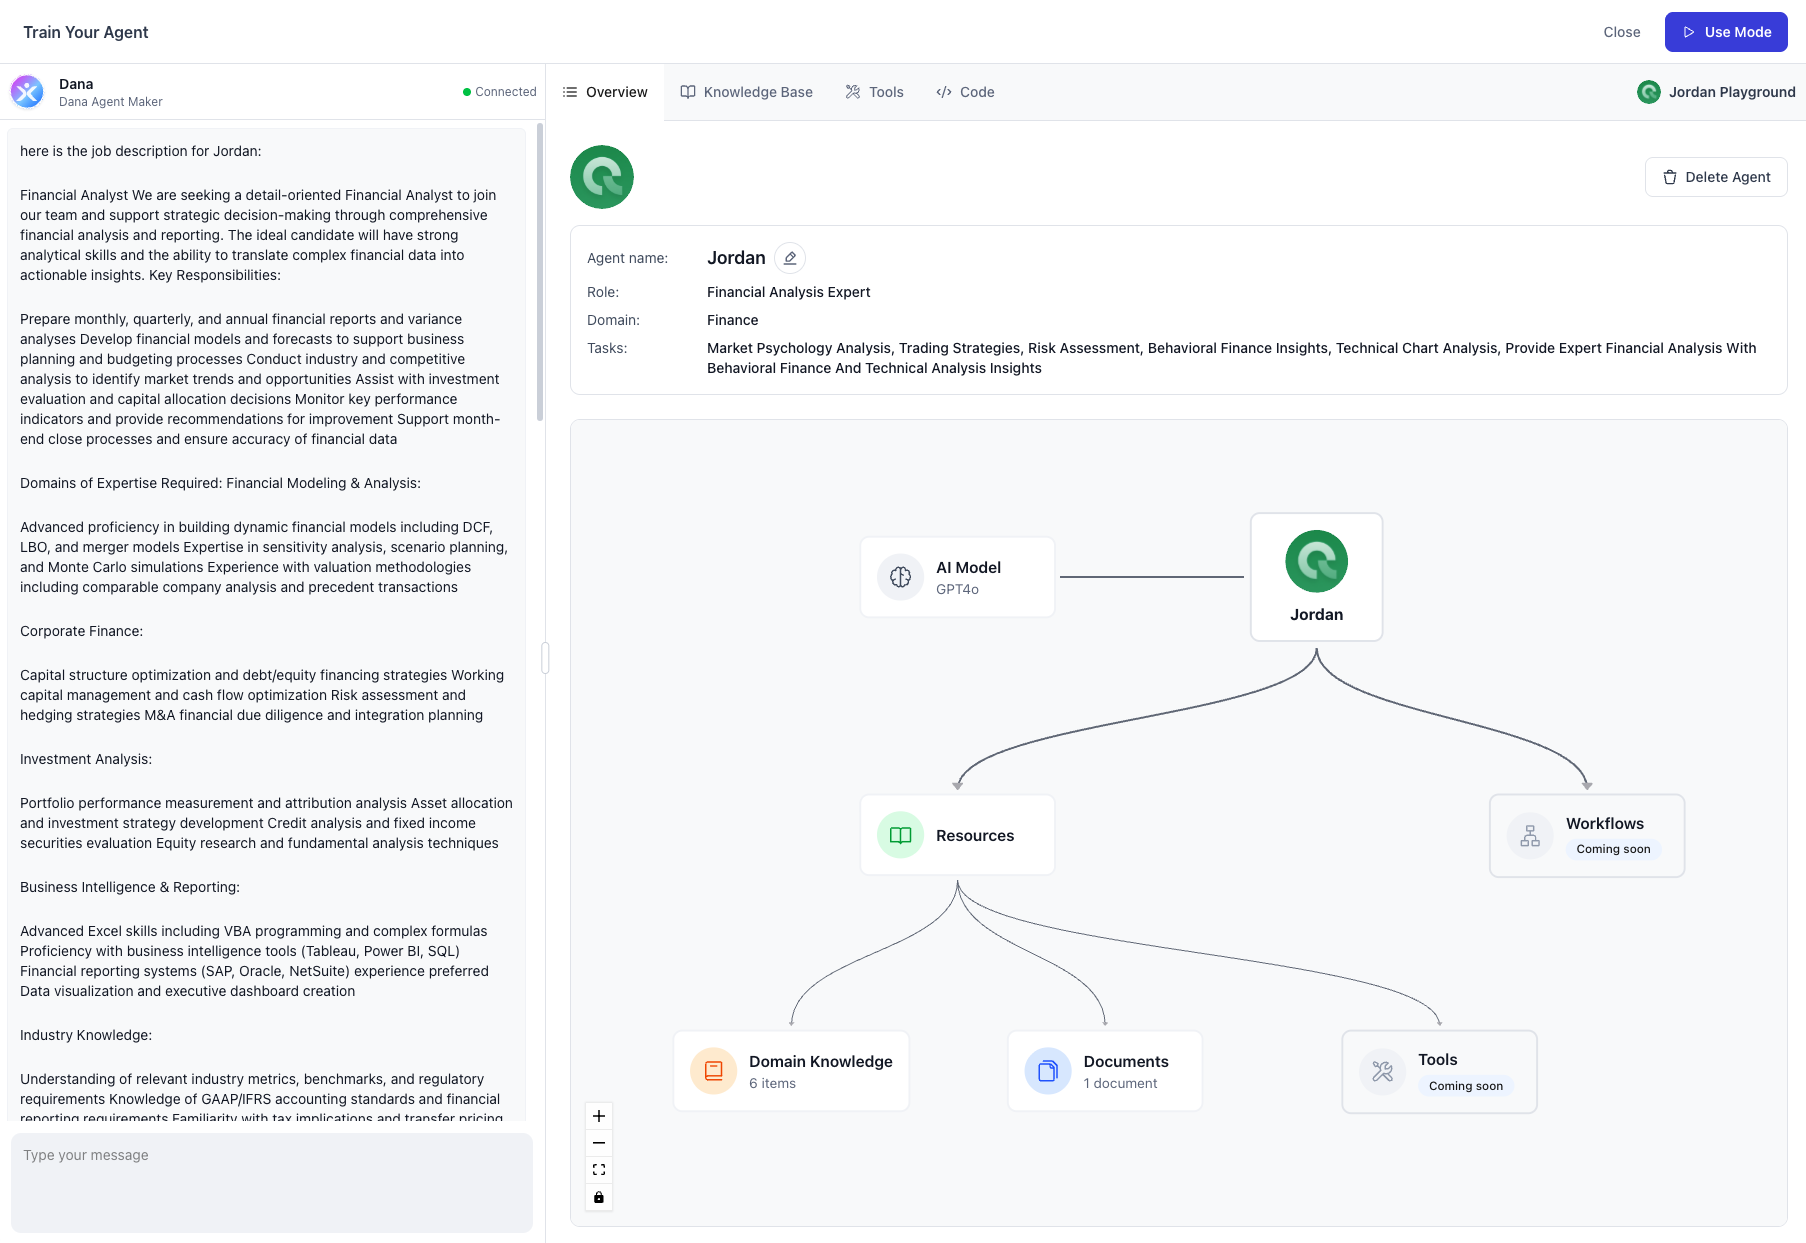 Train Your Agent
Close
Use Mode
Dana
Dana Agent Maker
Connected
here is the job description for Jordan:
Financial Analyst We are seeking a detail-oriented Financial Analyst to join
our team and support strategic decision-making through comprehensive
financial analysis and reporting. The ideal candidate will have strong
analytical skills and the ability to translate complex financial data into
actionable insights. Key Responsibilities:
Prepare monthly, quarterly, and annual financial reports and variance
analyses Develop financial models and forecasts to support business
planning and budgeting processes Conduct industry and competitive
analysis to identify market trends and opportunities Assist with investment
evaluation and capital allocation decisions Monitor key performance
indicators and provide recommendations for improvement Support month-
end close processes and ensure accuracy of financial data
Domains of Expertise Required: Financial Modeling & Analysis:
Advanced proficiency in building dynamic financial models including DCF,
LBO, and merger models Expertise in sensitivity analysis, scenario planning,
and Monte Carlo simulations Experience with valuation methodologies
including comparable company analysis and precedent transactions
Corporate Finance:
Capital structure optimization and debt/equity financing strategies Working
capital management and cash flow optimization Risk assessment and
hedging strategies M&A financial due diligence and integration planning
Investment Analysis:
Portfolio performance measurement and attribution analysis Asset allocation
and investment strategy development Credit analysis and fixed income
securities evaluation Equity research and fundamental analysis techniques
Business Intelligence & Reporting:
Advanced Excel skills including VBA programming and complex formulas
Proficiency with business intelligence tools (Tableau, Power BI, SQL)
Financial reporting systems (SAP, Oracle, NetSuite) experience preferred
Data visualization and executive dashboard creation
Industry Knowledge:
Understanding of relevant industry metrics, benchmarks, and regulatory
requirements Knowledge of GAAP/IFRS accounting standards and financial
reporting requirements Familiarity with tax implications and transfer pricing
Type your message
Overview
Knowledge Base
Tools
Code
Jordan Playground
Delete Agent
Agent name: Jordan
Role: Financial Analysis Expert
Domain: Finance
Tasks: Market Psychology Analysis, Trading Strategies, Risk Assessment, Behavioral Finance Insights, Technical Chart Analysis, Provide Expert Financial Analysis With
Behavioral Finance And Technical Analysis Insights
AI Model
GPT4o
Jordan
Resources
Workflows
Coming soon
Domain Knowledge
6 items
Documents
1 document
Tools
Coming soon